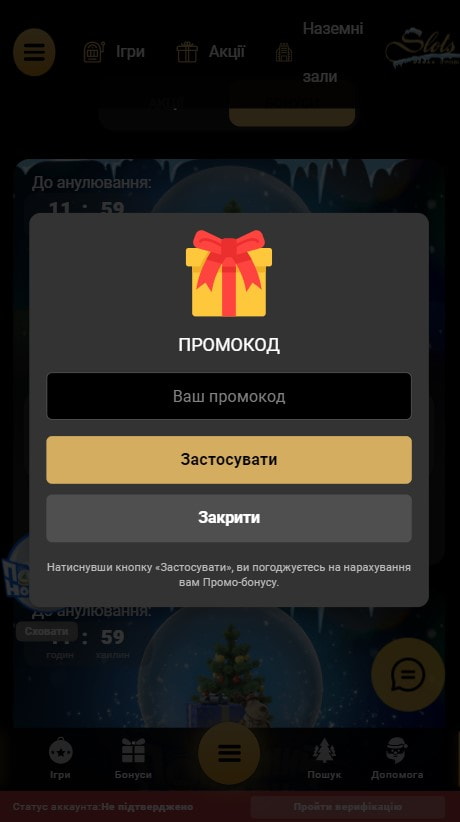 Ігри
Акції
Наземні
зали
Slots
До анулювання:
11 : 59
ПРОМОКОД
Ваш промокод
Застосувати
Закрити
Натиснувши кнопку «Застосувати», ви погоджуєтесь на нарахування
вам Промо-бонусу.
До анулювання:
Сховати
: 59
годин хвилин
Ігри
Бонуси
Пошук
Допомога
Статус аккаунта:Не підтверджено
Пройти верифікацію